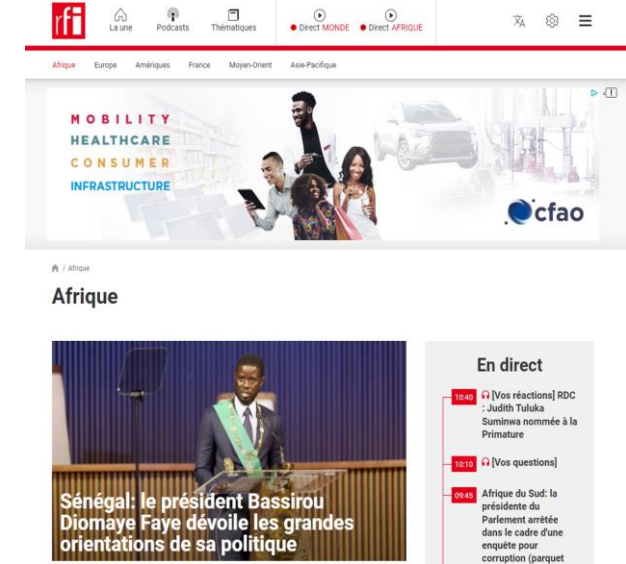 rfi
La une
Podcasts
Thématiques
Direct MONDE
Direct AFRIQUE
Afrique
Europe
Amériques
France
Moyen-Orient
Asie-Pacifique
MOBILITY
HEALTHCARE
CONSUMER
INFRASTRUCTURE
cfao
/ Afrique
Afrique
Sénégal: le président Bassirou
Diomaye Faye dévoile les grandes
orientations de sa politique
En direct
10:40 [Vos réactions] RDC
: Judith Tuluka
Suminwa nommée à la
Primature
10:10 [Vos questions]
09:45 Afrique du Sud: la
présidente du
Parlement arrêtée
dans le cadre d'une
enquête pour
corruption (parquet